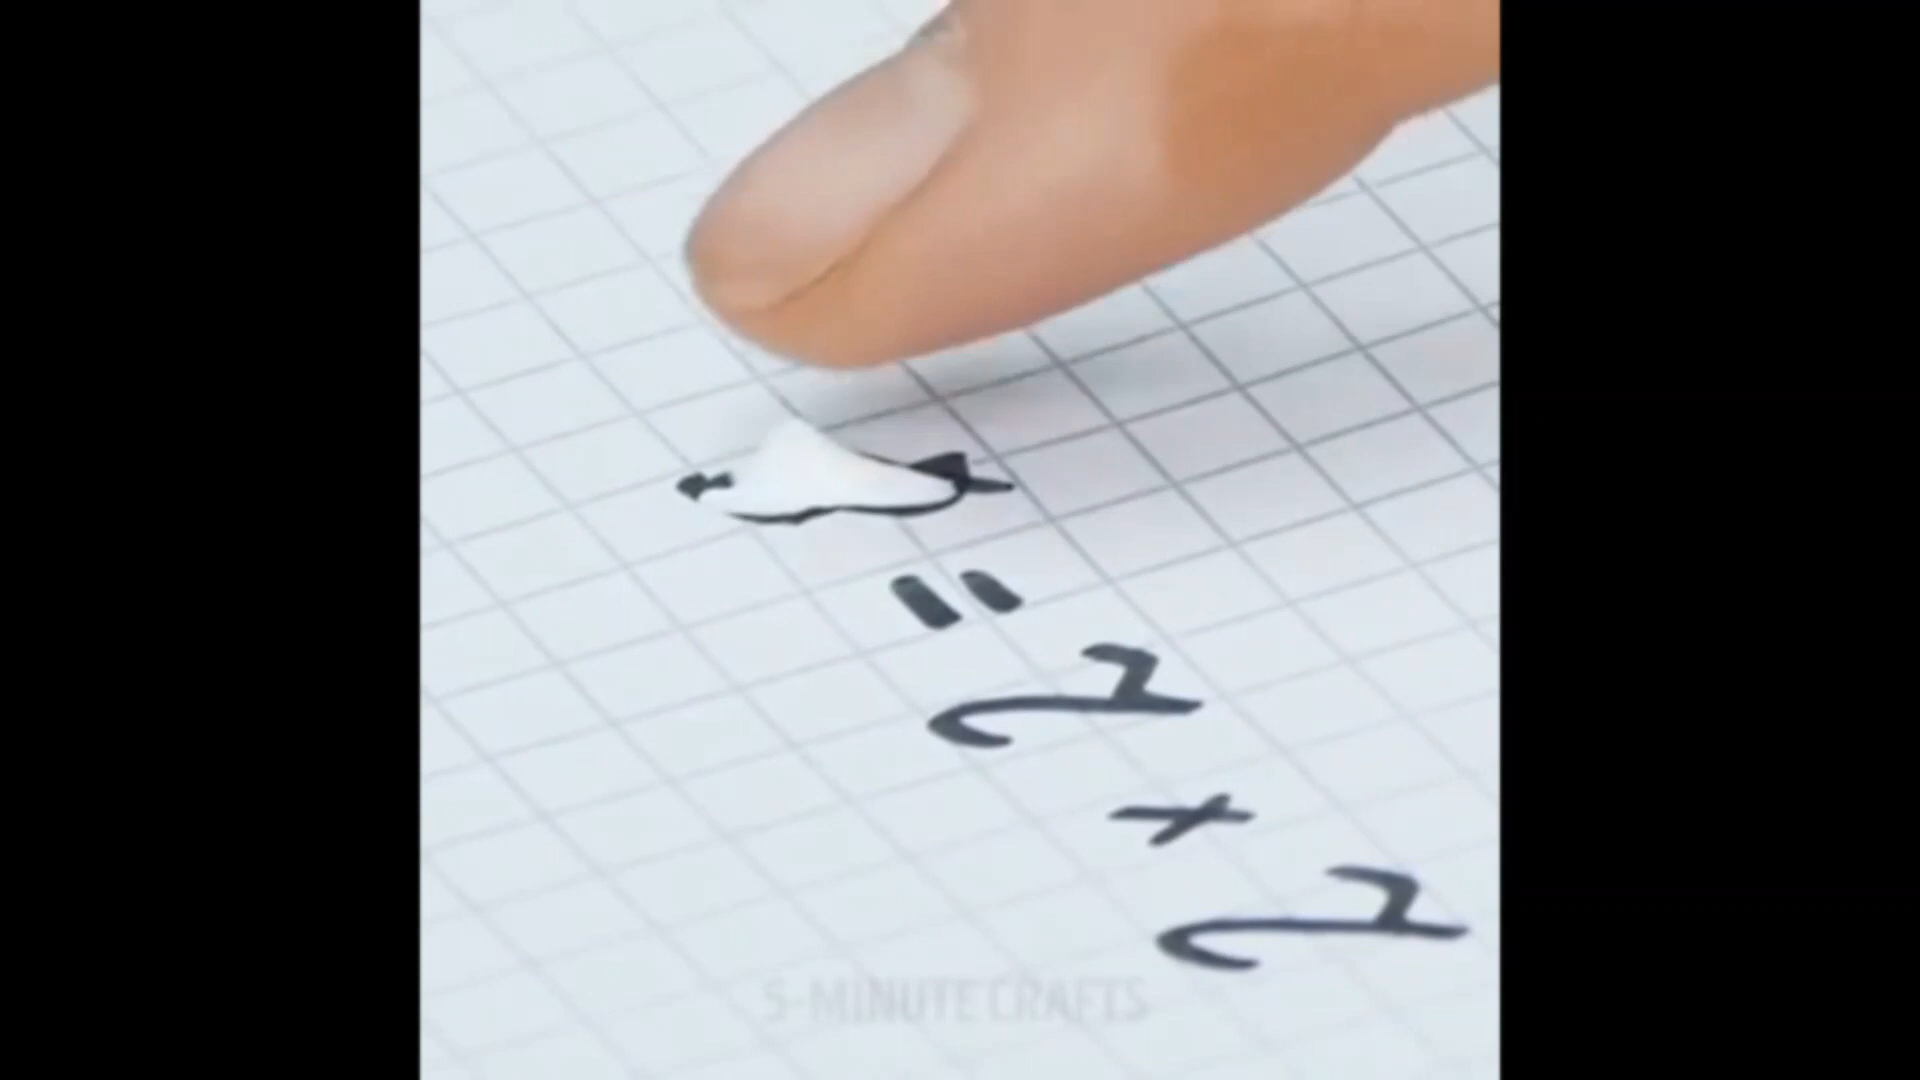 2 × 2 =
5-MINUTE CRAFTS